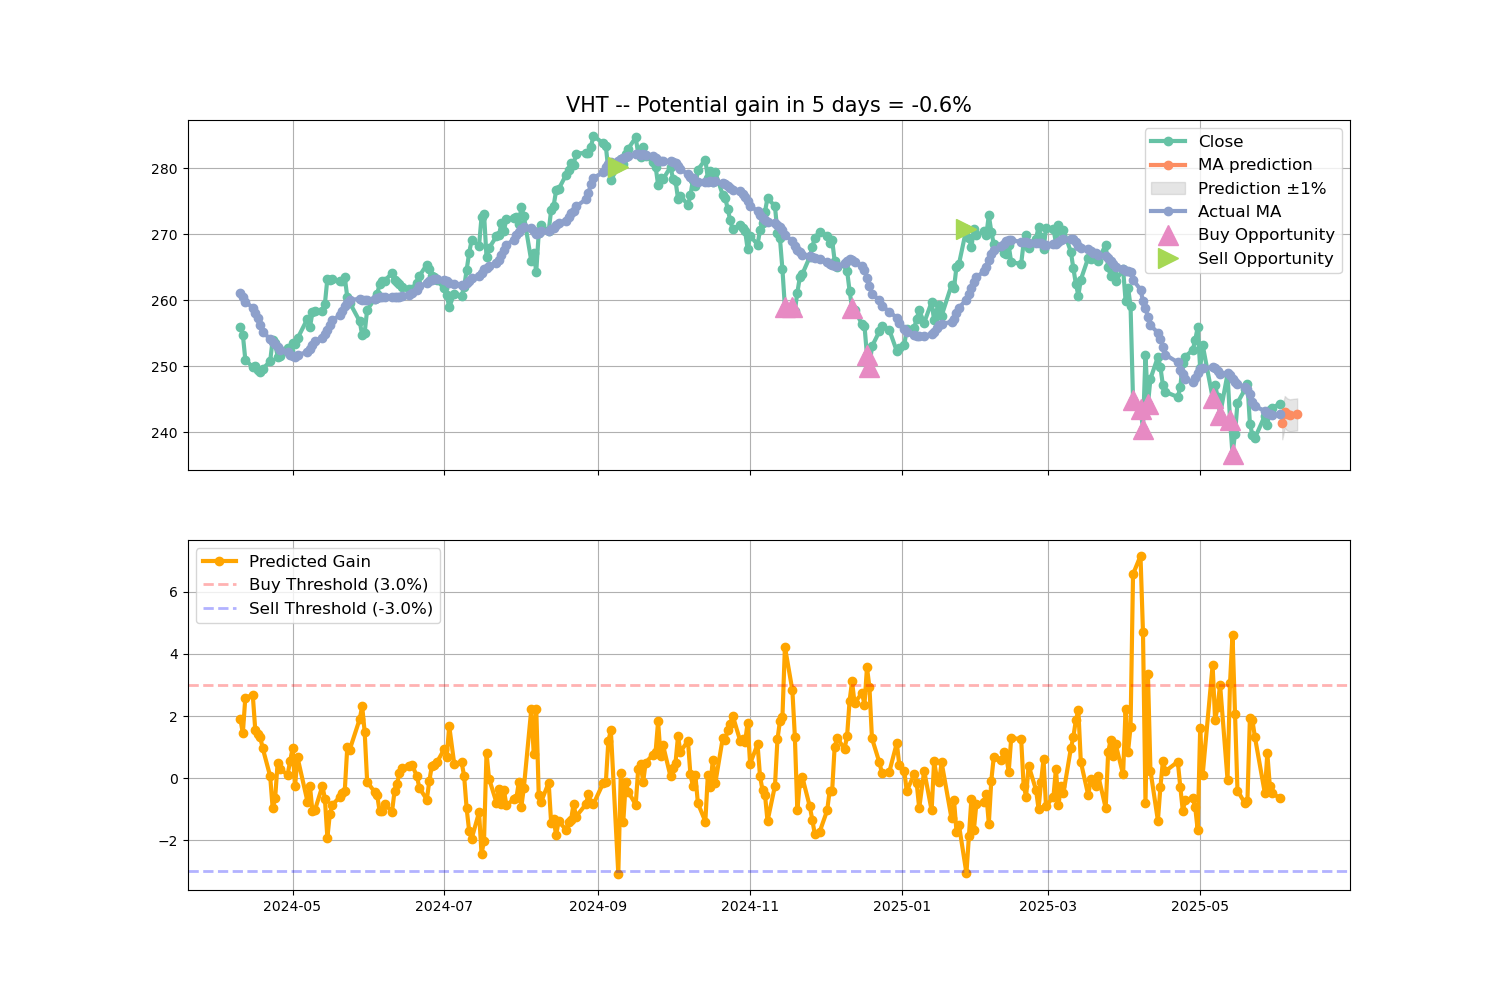 VHT -- Potential gain in 5 days = -0.6%
280
270
260
250
240
Close
MA prediction
Prediction ±1%
Actual MA
Buy Opportunity
Sell Opportunity
6
4
2
0
−2
Predicted Gain
Buy Threshold (3.0%)
Sell Threshold (-3.0%)
2024-05
2024-07
2024-09
2024-11
2025-01
2025-03
2025-05